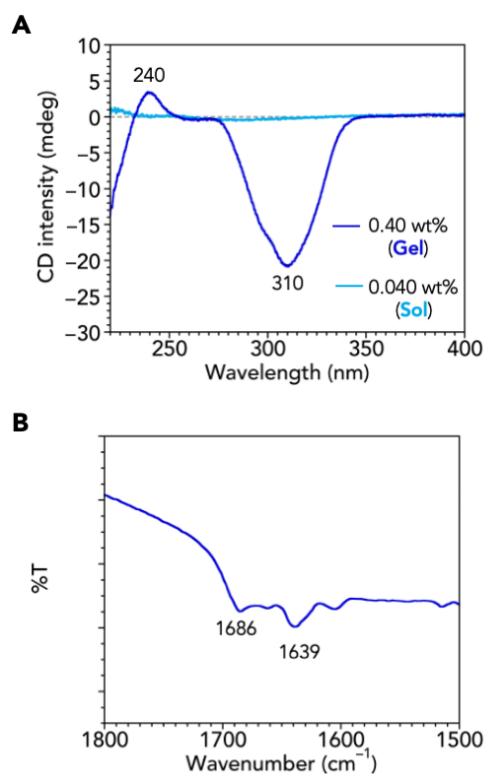 A
10
5
0
−5
−10
−15
−20
−25
−30
CD intensity (mdeg)
240
310
0.40 wt%
(Gel)
0.040 wt%
(Sol)
250 300 350 400
Wavelength (nm)
B
%T
1686
1639
1800 1700 1600 1500
Wavenumber (cm⁻¹)